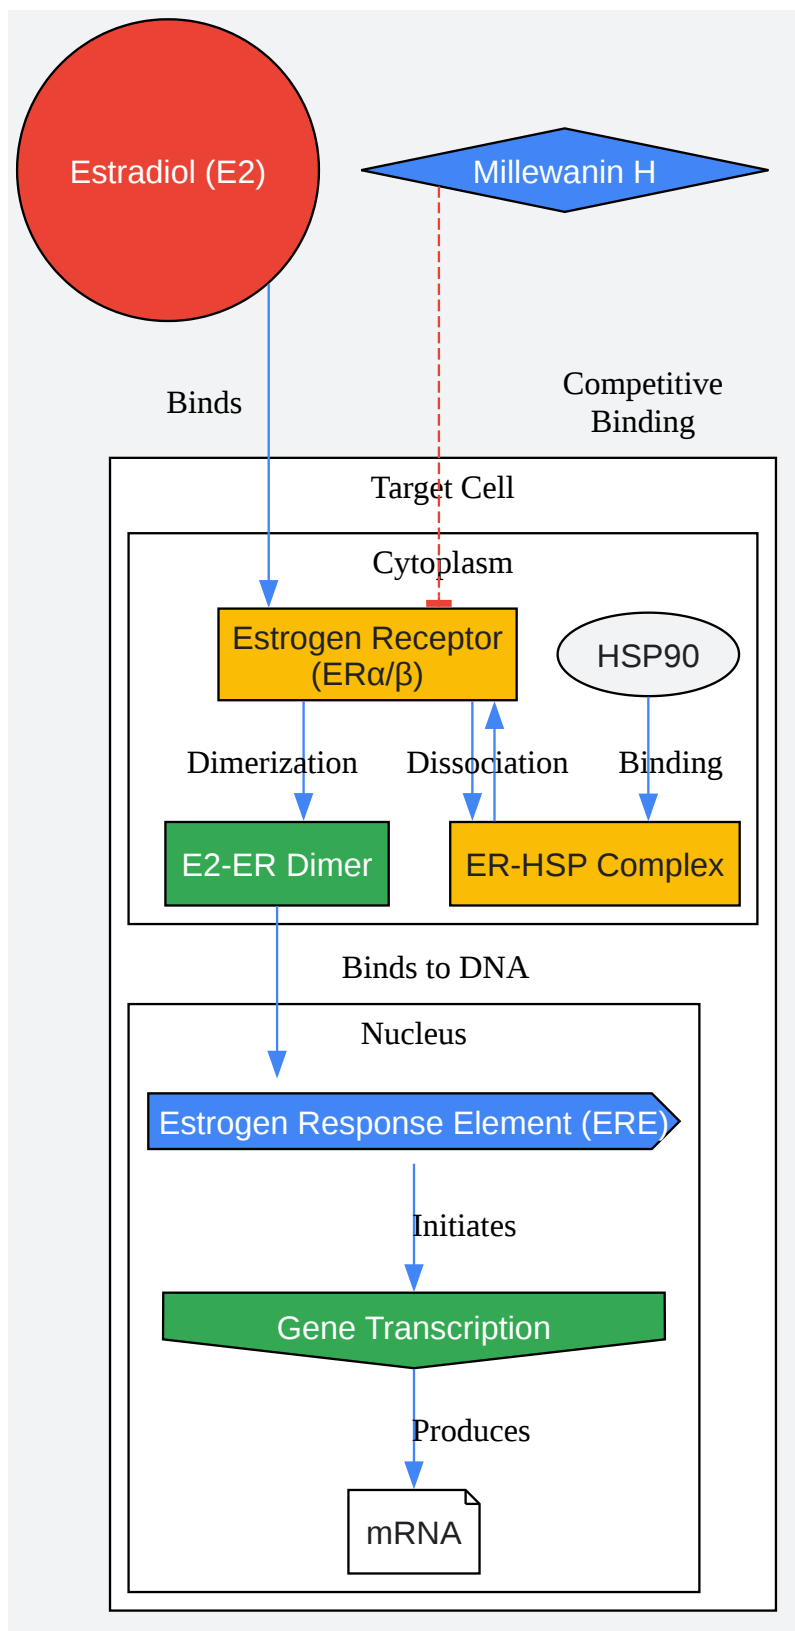 Estradiol (E2)
Millewanin H
Binds
Competitive
Binding
Target Cell
Cytoplasm
Estrogen Receptor
(ERα/β)
HSP90
Dimerization
Dissociation
Binding
E2-ER Dimer
ER-HSP Complex
Binds to DNA
Nucleus
Estrogen Response Element (ERE)
Initiates
Gene Transcription
Produces
mRNA